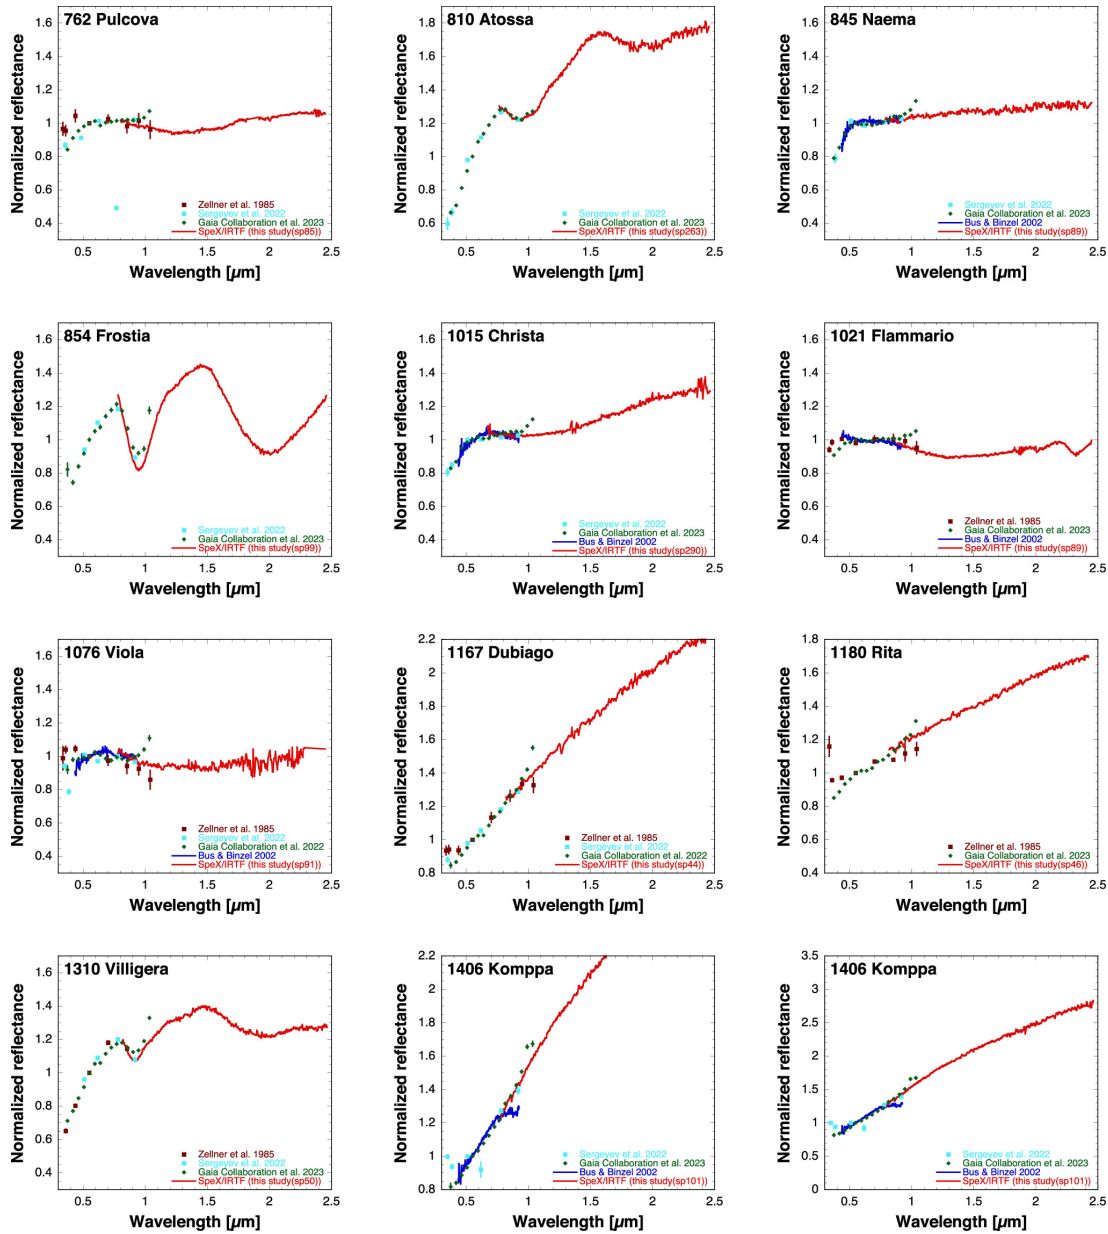 762 Pulcova
Normalized reflectance
1.6
1.4
1.2
1
0.8
0.6
0.4
Zellner et al. 1985
Sergeyev et al. 2022
Gaia Collaboration et al. 2023
SpeX/IRTF (this study(sp85))
0.5 1 1.5 2 2.5
Wavelength [µm]
810 Atossa
Normalized reflectance
1.8
1.6
1.4
1.2
1
0.8
0.6
Sergeyev et al. 2022
Gaia Collaboration et al. 2023
SpeX/IRTF (this study(sp263))
0.5 1 1.5 2 2.5
Wavelength [µm]
845 Naema
Normalized reflectance
1.6
1.4
1.2
1
0.8
0.6
0.4
Sergeyev et al. 2022
Gaia Collaboration et al. 2023
Bus & Binzel 2002
SpeX/IRTF (this study(sp89))
0.5 1 1.5 2 2.5
Wavelength [µm]
854 Frostia
Normalized reflectance
1.6
1.4
1.2
1
0.8
0.6
0.4
Sergeyev et al. 2022
Gaia Collaboration et al. 2023
SpeX/IRTF (this study(sp99))
0.5 1 1.5 2 2.5
Wavelength [µm]
1015 Christa
Normalized reflectance
1.6
1.4
1.2
1
0.8
0.6
0.4
Sergeyev et al. 2022
Gaia Collaboration et al. 2023
Bus & Binzel 2002
SpeX/IRTF (this study(sp290))
0.5 1 1.5 2 2.5
Wavelength [µm]
1021 Flammario
Normalized reflectance
1.6
1.4
1.2
1
0.8
0.6
0.4
Zellner et al. 1985
Gaia Collaboration et al. 2023
Bus & Binzel 2002
SpeX/IRTF (this study(sp89))
0.5 1 1.5 2 2.5
Wavelength [µm]
1076 Viola
Normalized reflectance
1.6
1.4
1.2
1
0.8
0.6
0.4
Zellner et al. 1985
Sergeyev et al. 2022
Gaia Collaboration et al. 2022
Bus & Binzel 2002
SpeX/IRTF (this study(sp91))
0.5 1 1.5 2 2.5
Wavelength [µm]
1167 Dubiago
Normalized reflectance
2.2
2
1.8
1.6
1.4
1.2
1
0.8
Zellner et al. 1985
Sergeyev et al. 2022
Gaia Collaboration et al. 2022
SpeX/IRTF (this study(sp44))
0.5 1 1.5 2 2.5
Wavelength [µm]
1180 Rita
Normalized reflectance
1.8
1.6
1.4
1.2
1
0.8
0.6
0.4
Zellner et al. 1985
Gaia Collaboration et al. 2023
SpeX/IRTF (this study(sp46))
0.5 1 1.5 2 2.5
Wavelength [µm]
1310 Villigera
Normalized reflectance
1.6
1.4
1.2
1
0.8
0.6
0.4
Zellner et al. 1985
Sergeyev et al. 2022
Gaia Collaboration et al. 2023
SpeX/IRTF (this study(sp50))
0.5 1 1.5 2 2.5
Wavelength [µm]
1406 Komppa
Normalized reflectance
2.2
2
1.8
1.6
1.4
1.2
1
0.8
Sergeyev et al. 2022
Gaia Collaboration et al. 2023
Bus & Binzel 2002
SpeX/IRTF (this study(sp101))
0.5 1 1.5 2 2.5
Wavelength [µm]
1406 Komppa
Normalized reflectance
3.5
3
2.5
2
1.5
1
0.5
0
Sergeyev et al. 2022
Gaia Collaboration et al. 2023
Bus & Binzel 2002
SpeX/IRTF (this study(sp101))
0.5 1 1.5 2 2.5
Wavelength [µm]